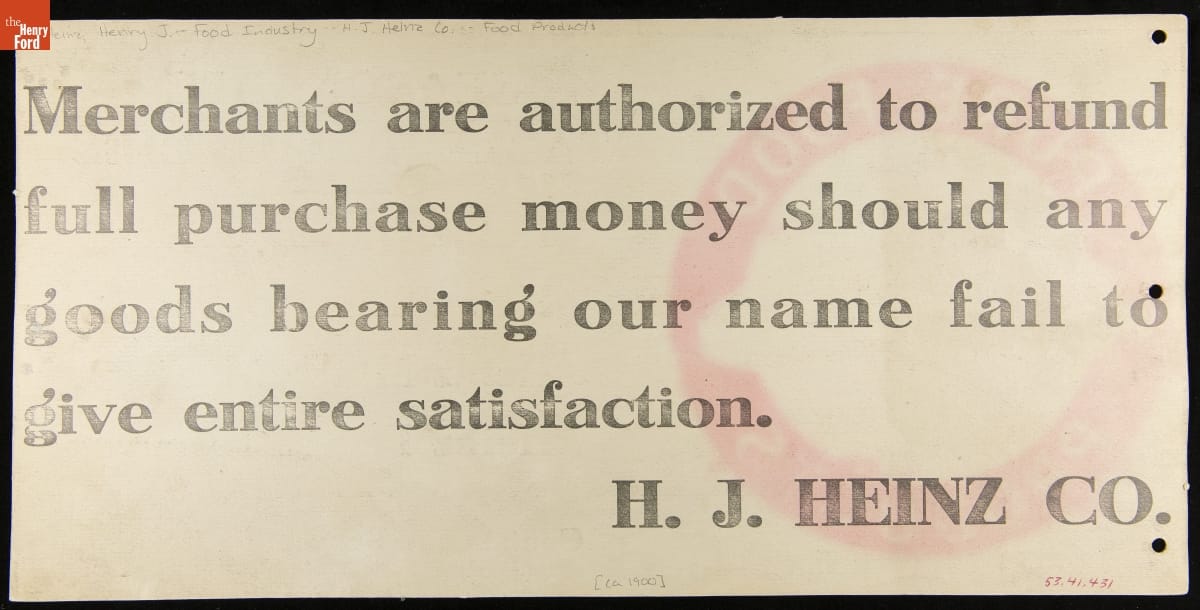 the
Henry
Ford
Heinz, Henry J. - Food Industry -- H. J. Heinz Co. -- Food Products
Merchants are authorized to refund
full purchase money should any
goods bearing our name fail to
give entire satisfaction.
H. J. HEINZ CO.
[ca 1900]
53.41.431